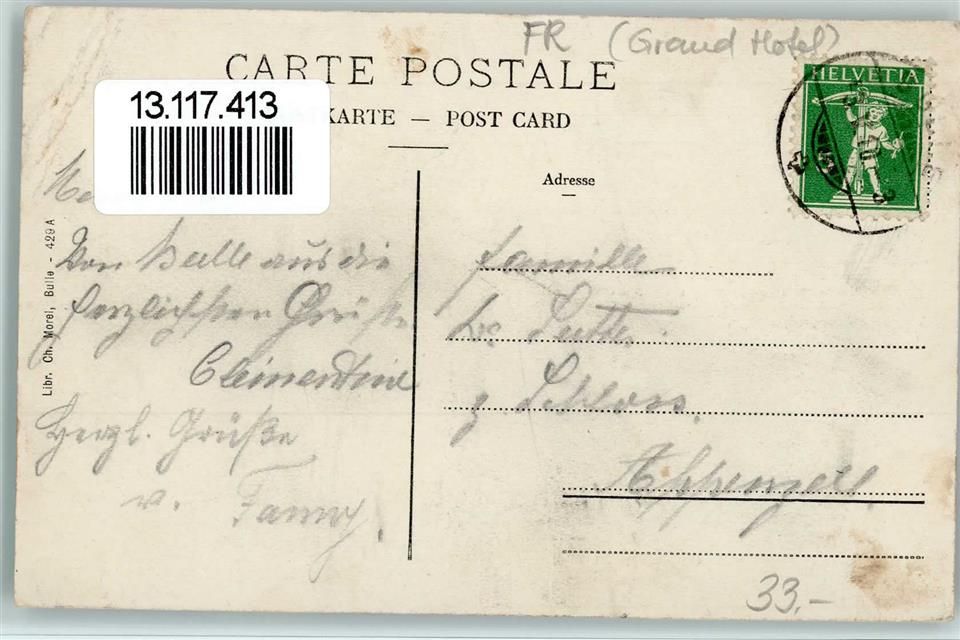 FR (Grand Hotel)
CARTE POSTALE
HELVETIA
13.117.413
KARTE — POST CARD
Adresse
Libr. Ch. Morel, Bulle - 429 A
Von Bulle aus die
herzlichsten Grüße
Clementine
Herzl. Grüße
v. Fanny.
Familie
z. Schloss
Appenzell
33.-